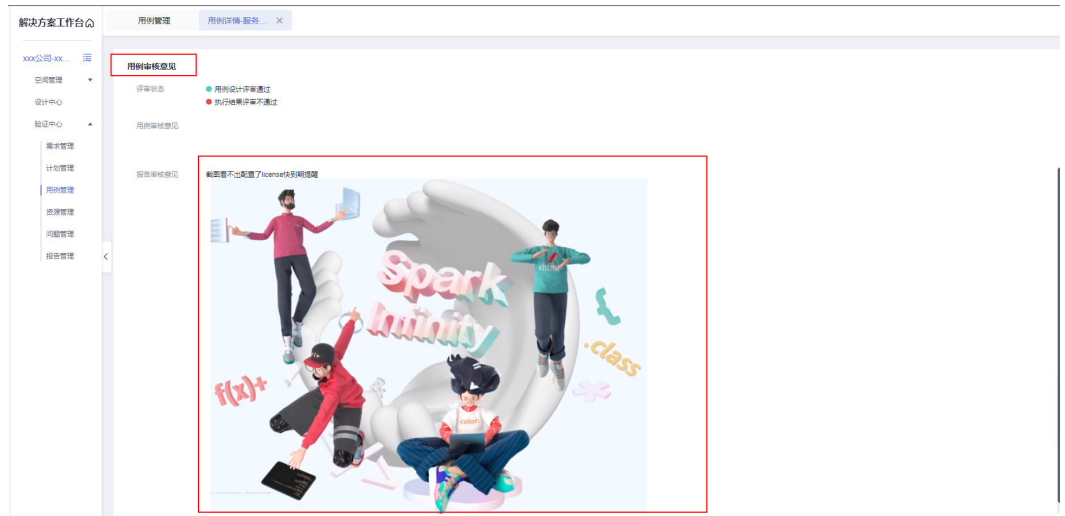 解决方案工作台
用例管理
用例详情-服务...
xxx公司-xx...
空间管理
设计中心
验证中心
需求管理
计划管理
用例管理
资源管理
问题管理
报告管理
用例审核意见
评审状态
用例设计评审通过
执行结果评审不通过
用例审核意见
报告审核意见
截图看不出配置了license快到期提醒
Spark
Infinity
chime
{
.class
f(x)+
color.